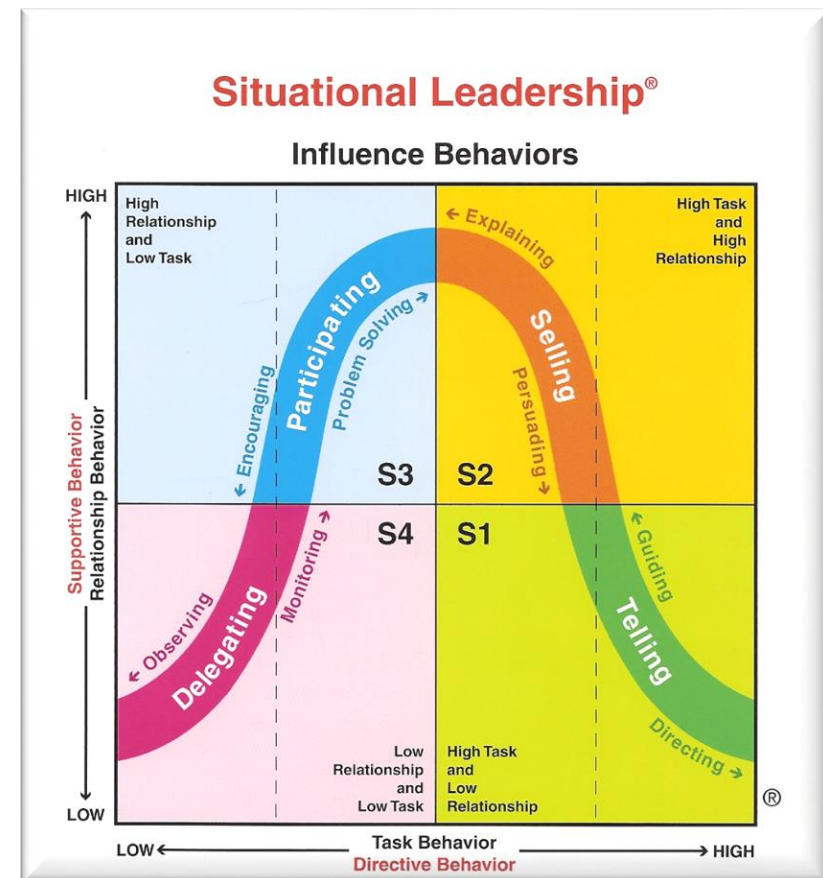 Situational Leadership®
Influence Behaviors
HIGH
High
Relationship
and
Low Task
High Task
and
High
Relationship
← Explaining
Participating
Problem Solving →
← Encouraging
Selling
Persuading →
S3
S2
Supportive Behavior
Relationship Behavior
S4
S1
← Observing
Delegating
Monitoring →
← Guiding
Telling
Directing →
Low
Relationship
and
Low Task
High Task
and
Low
Relationship
LOW
®
LOW
Task Behavior
HIGH
Directive Behavior